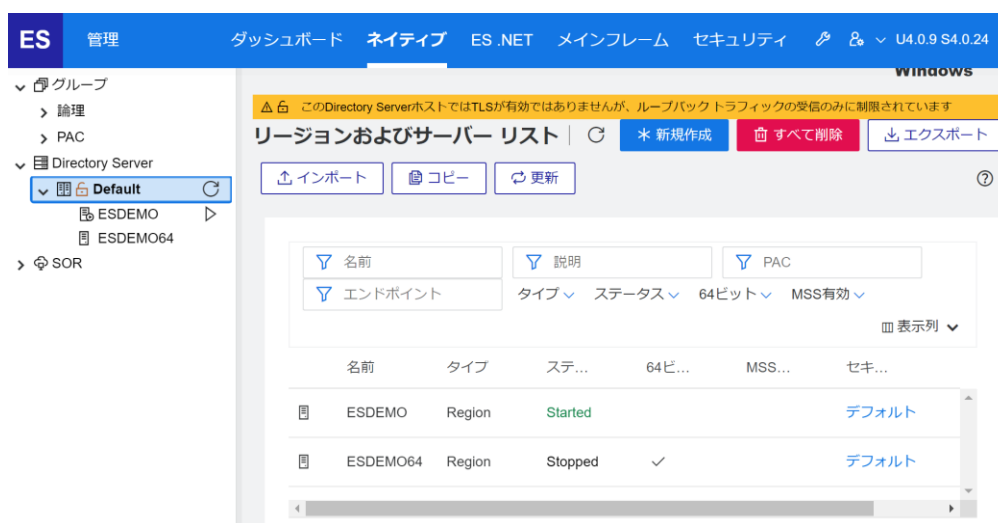 ES 管理 ダッシュボード ネイティブ ES .NET メインフレーム セキュリティ U4.0.9 S4.0.24
Windows
グループ
論理
PAC
Directory Server
Default
ESDEMO
ESDEMO64
SOR
このDirectory ServerホストではTLSが有効ではありませんが、ループバック トラフィックの受信のみに制限されています
リージョンおよびサーバー リスト 新規作成 すべて削除 エクスポート
インポート コピー 更新
名前 説明 PAC
エンドポイント タイプ ステータス 64ビット MSS有効
表示列
名前 タイプ ステ... 64ビ... MSS... セキ...
ESDEMO Region Started デフォルト
ESDEMO64 Region Stopped デフォルト